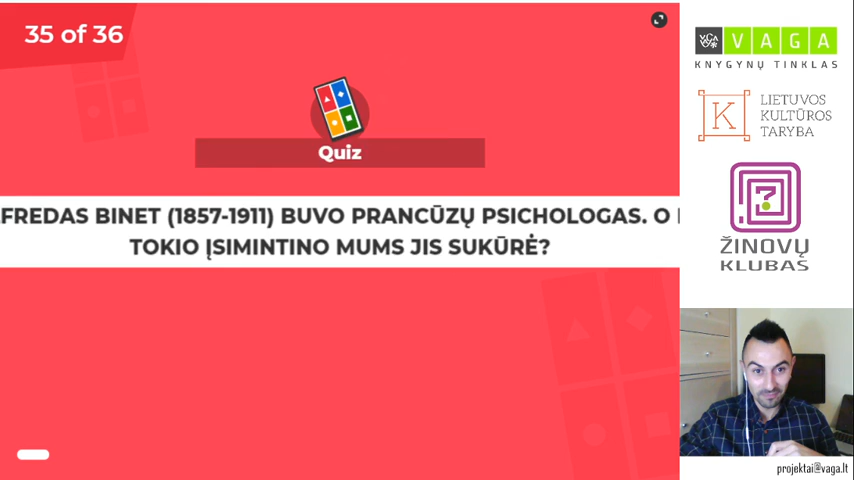 35 of 36
Quiz
FREDAS BINET (1857-1911) BUVO PRANCŪZŲ PSICHOLOGAS. O
TOKIO ĮSIMINTINO MUMS JIS SUKŪRĖ?
VAGA
KNYGYNŲ TINKLAS
LIETUVOS
KULTŪROS
TARYBA
ŽINOVŲ
KLUBAS
projektai@vaga.lt